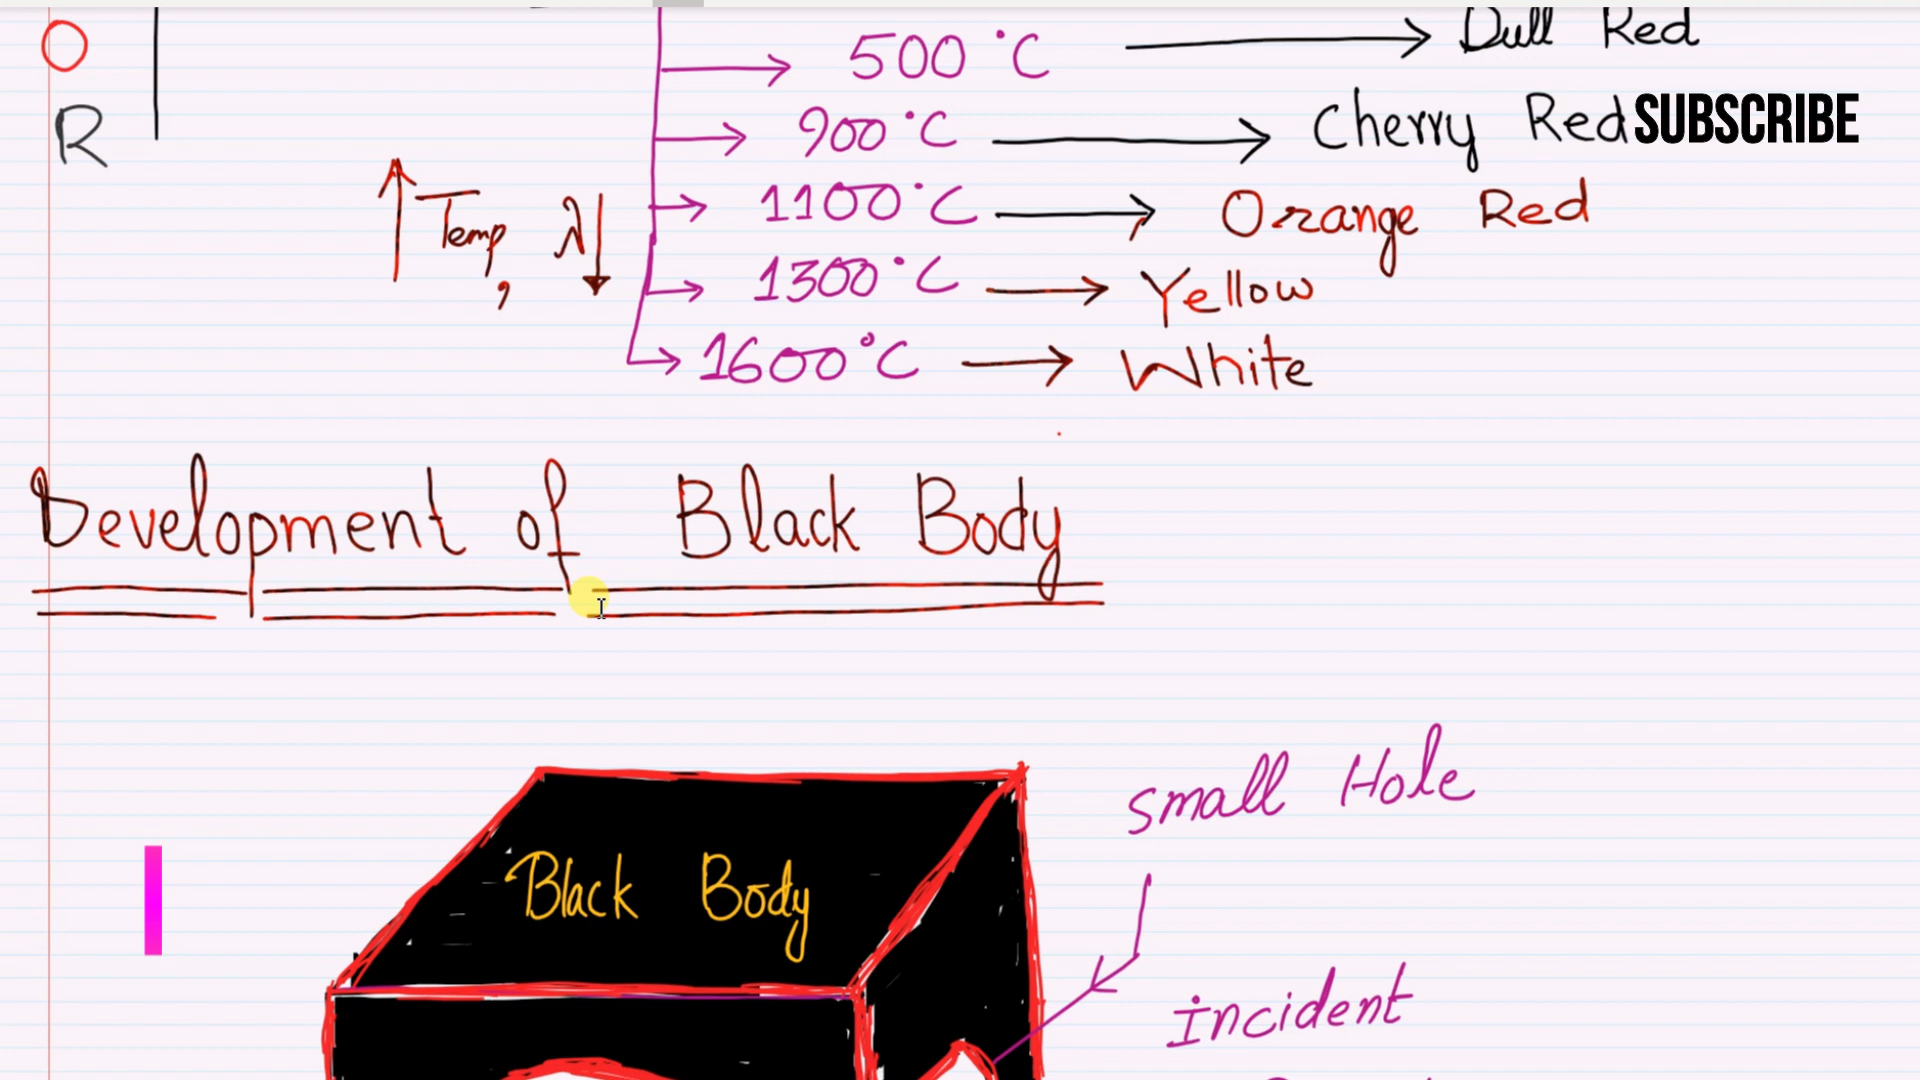 O
R
500 °C Dull Red
900 °C Cherry Red
SUBSCRIBE
1100 °C Orange Red
Temp, λ
1300 °C Yellow
1600 °C White
Development of Black Body
small Hole
Black Body
incident